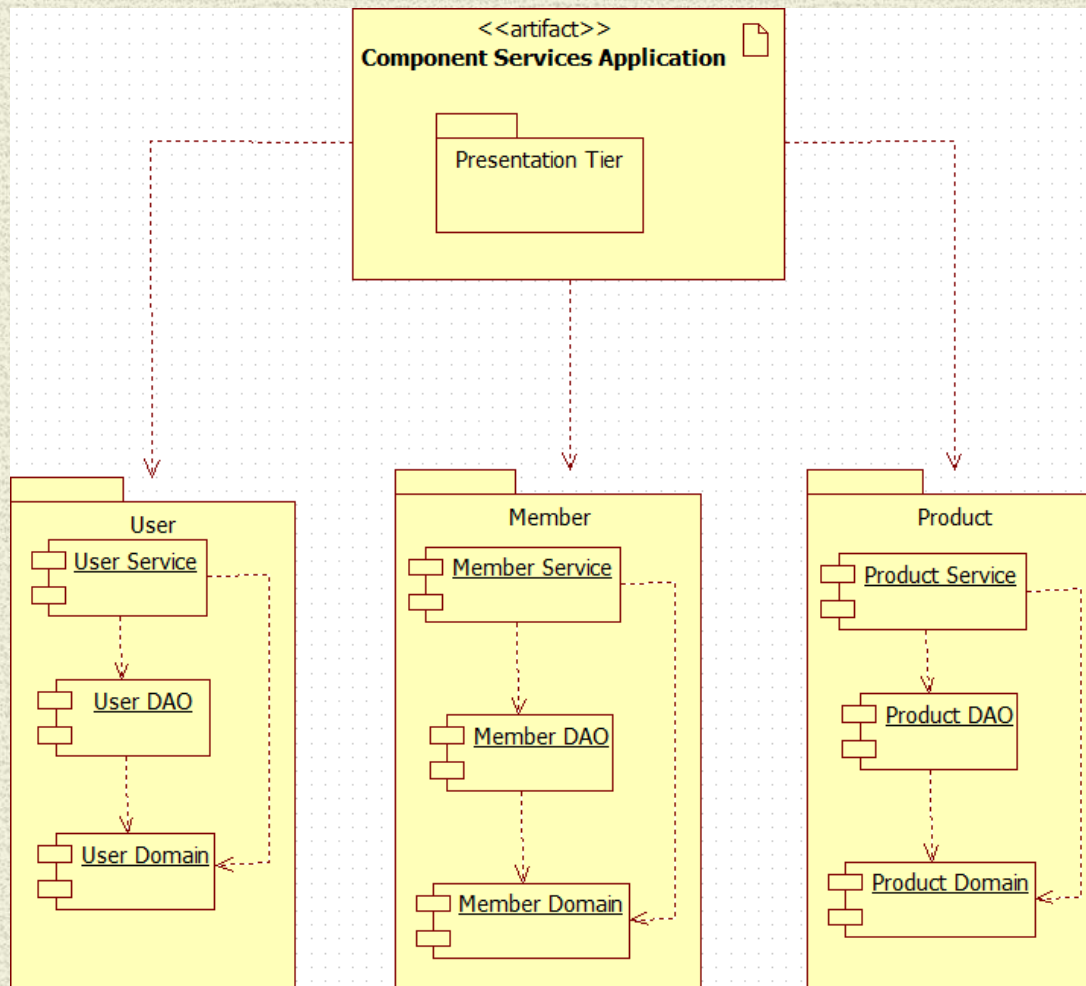 <<artifact>>
Component Services Application
Presentation Tier
User
User Service
User DAO
User Domain
Member
Member Service
Member DAO
Member Domain
Product
Product Service
Product DAO
Product Domain